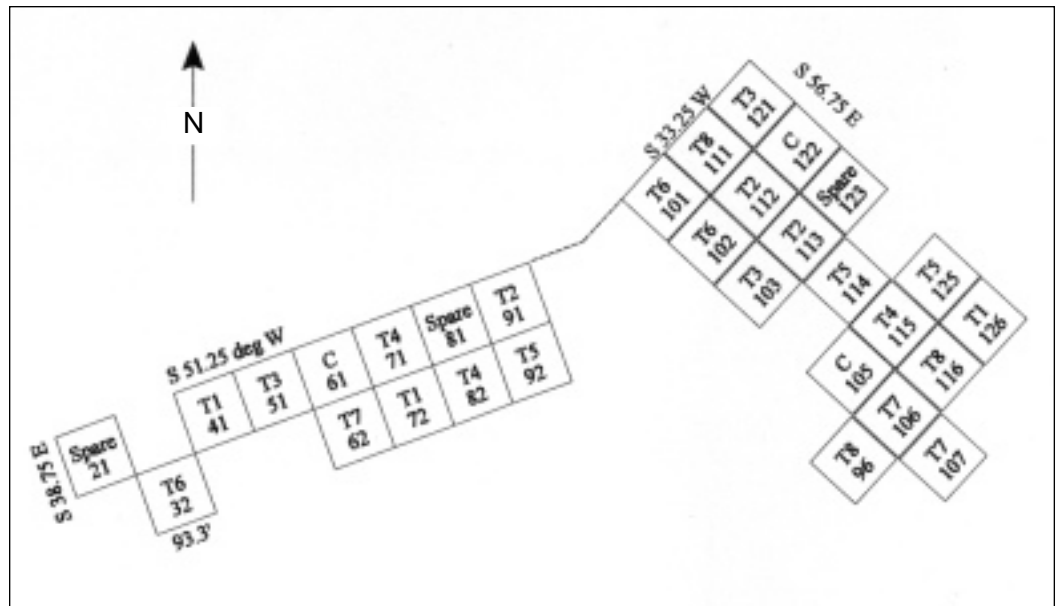 N
S 33.25 W
S 56.75 E
T3
121
T8
111
C
122
T6
101
T2
112
Spare
123
T6
102
T2
113
T3
103
T5
114
T5
125
T4
115
T1
126
C
105
T8
116
T7
106
T8
96
T7
107
S 51.25 deg W
T1
41
T3
51
C
61
T4
71
Spare
81
T2
91
T7
62
T1
72
T4
82
T5
92
Spare
21
S 38.75 E
T6
32
93.3'